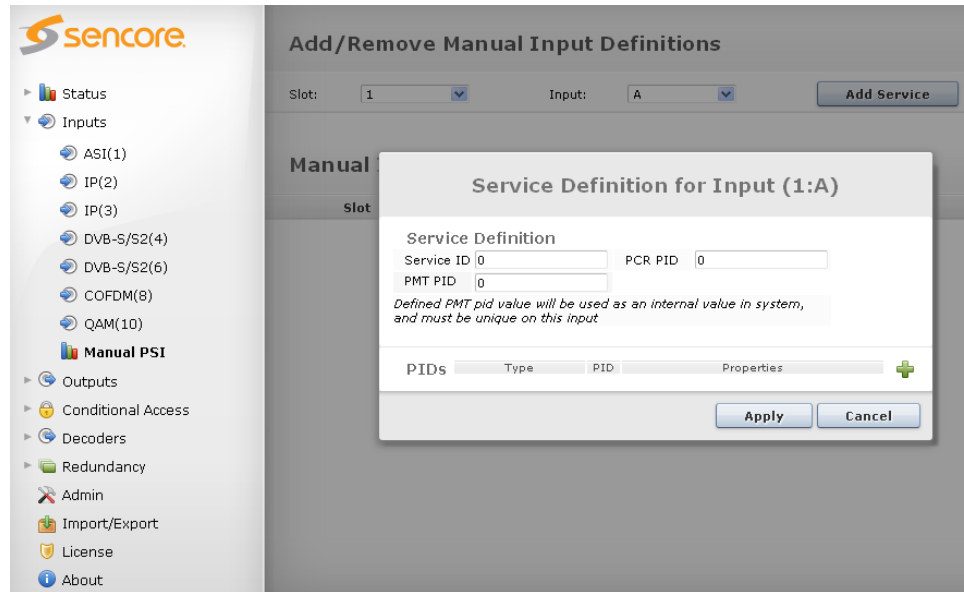 sencore
Status
Inputs
ASI(1)
IP(2)
IP(3)
DVB-S/S2(4)
DVB-S/S2(6)
COFDM(8)
QAM(10)
Manual PSI
Outputs
Conditional Access
Decoders
Redundancy
Admin
Import/Export
License
About
Add/Remove Manual Input Definitions
Slot: 1 Input: A Add Service
Manual
Slot
Service Definition for Input (1:A)
Service Definition
Service ID 0 PCR PID 0
PMT PID 0
Defined PMT pid value will be used as an internal value in system,
and must be unique on this input
PIDs Type PID Properties
Apply Cancel